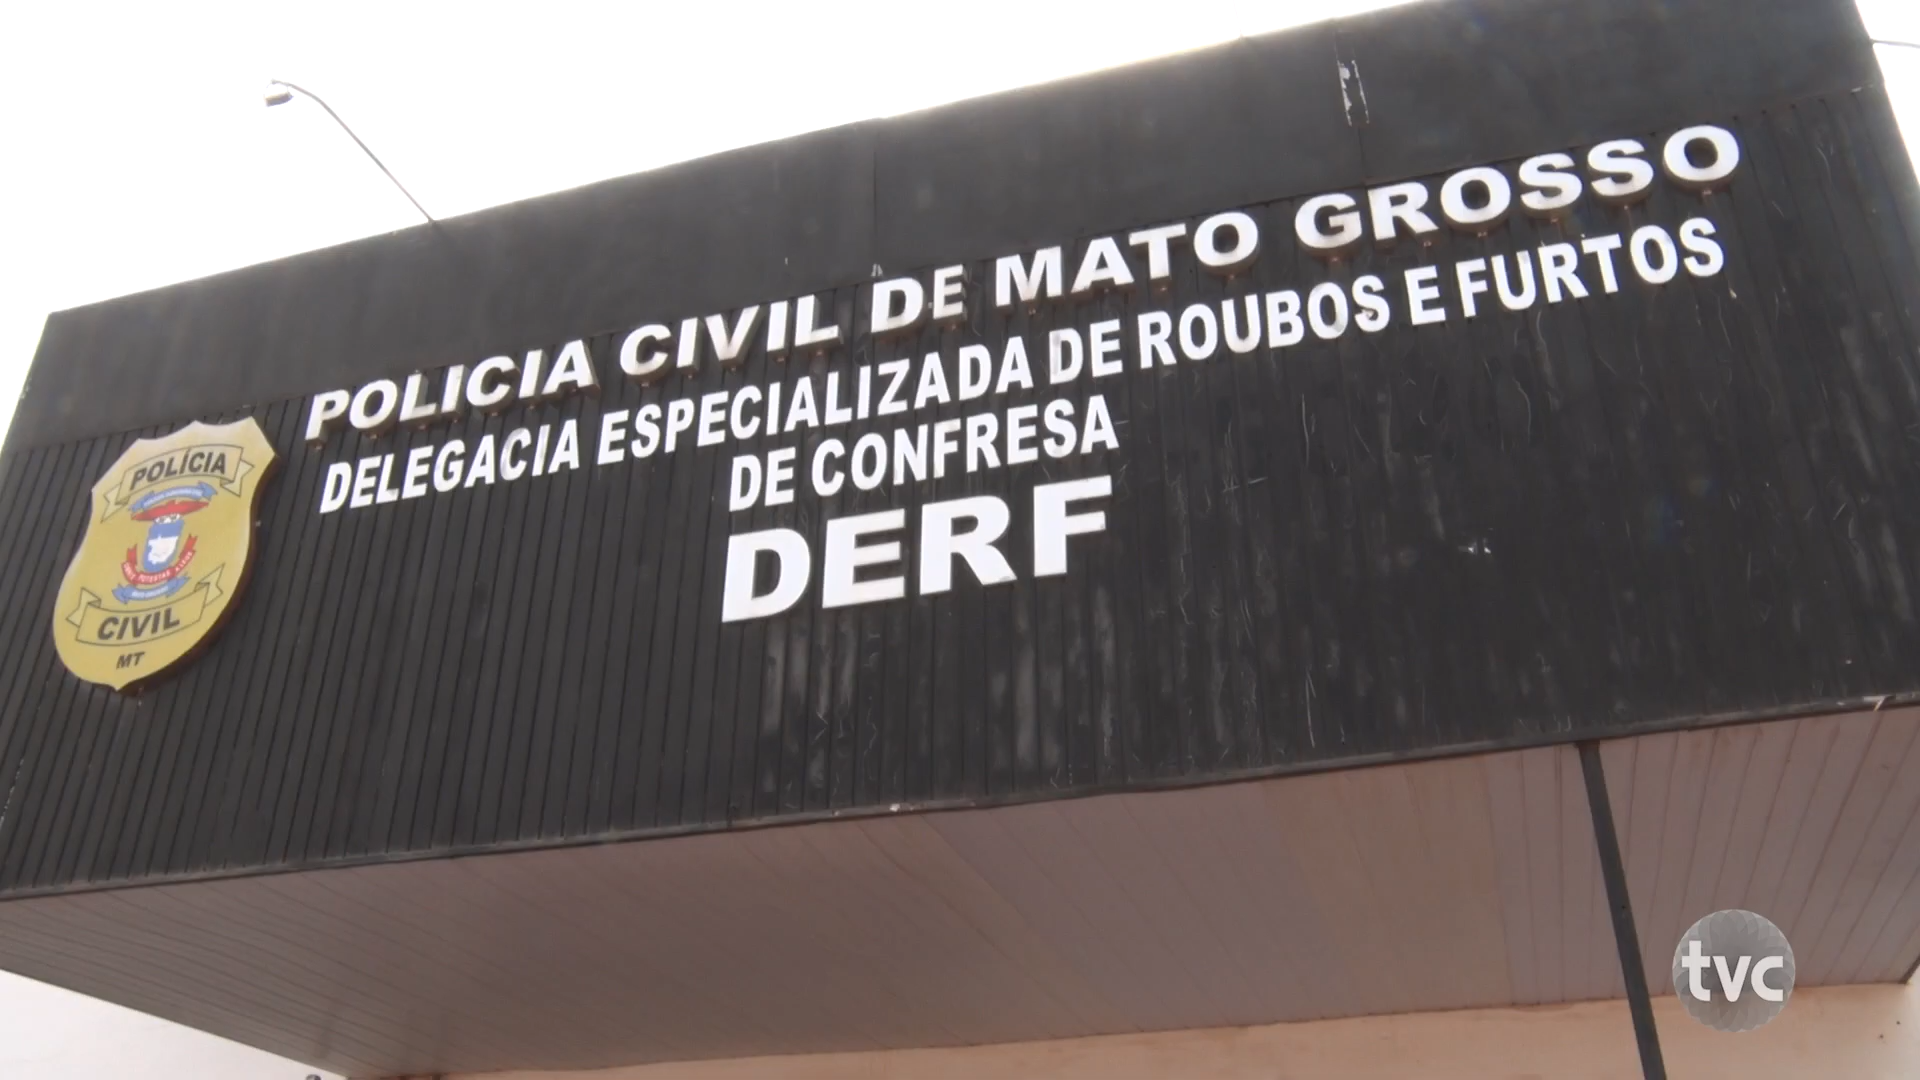 POLICIA CIVIL DE MATO GROSSO
DELEGACIA ESPECIALIZADA DE ROUBOS E FURTOS
DE CONFRESA
DERF
POLÍCIA
CIVIL
MT
tvc